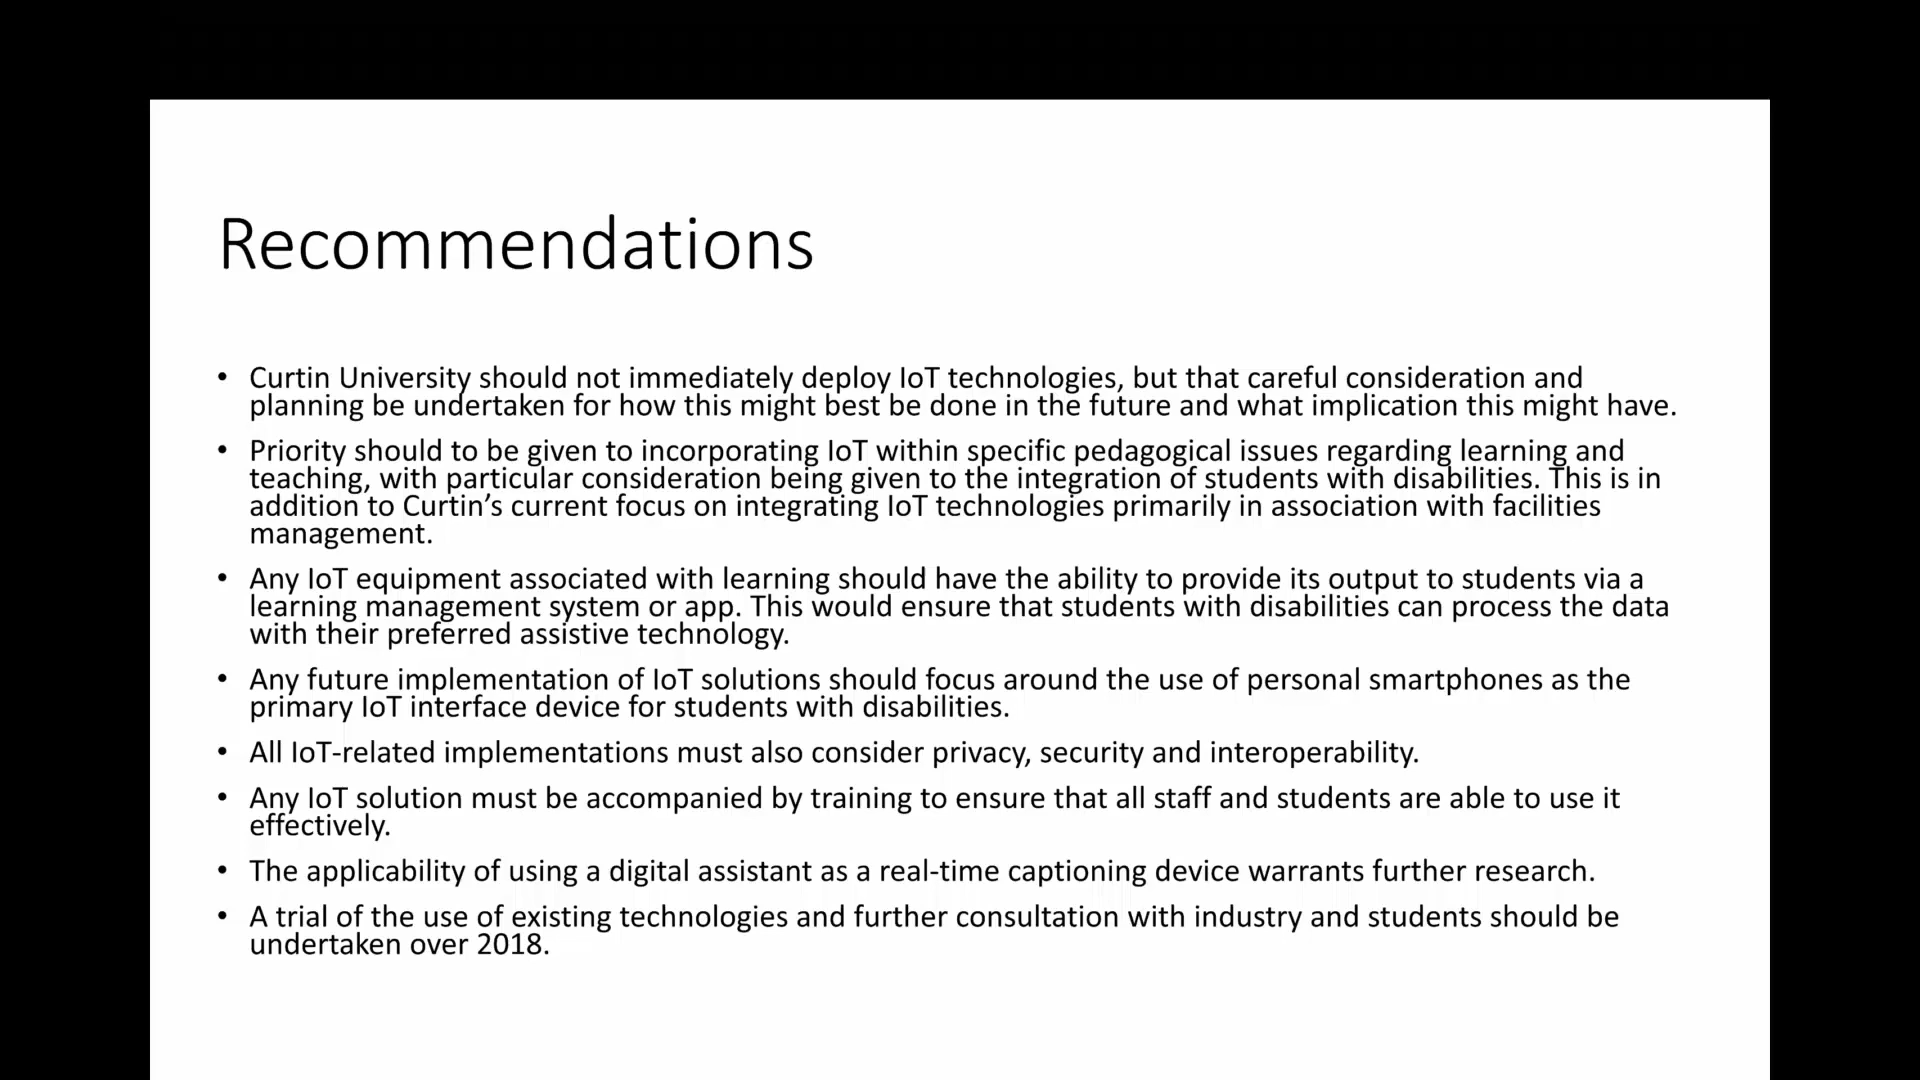 Recommendations
• Curtin University should not immediately deploy IoT technologies, but that careful consideration and
planning be undertaken for how this might best be done in the future and what implication this might have.
• Priority should to be given to incorporating IoT within specific pedagogical issues regarding learning and
teaching, with particular consideration being given to the integration of students with disabilities. This is in
addition to Curtin’s current focus on integrating IoT technologies primarily in association with facilities
management.
• Any IoT equipment associated with learning should have the ability to provide its output to students via a
learning management system or app. This would ensure that students with disabilities can process the data
with their preferred assistive technology.
• Any future implementation of IoT solutions should focus around the use of personal smartphones as the
primary IoT interface device for students with disabilities.
• All IoT-related implementations must also consider privacy, security and interoperability.
• Any IoT solution must be accompanied by training to ensure that all staff and students are able to use it
effectively.
• The applicability of using a digital assistant as a real-time captioning device warrants further research.
• A trial of the use of existing technologies and further consultation with industry and students should be
undertaken over 2018.